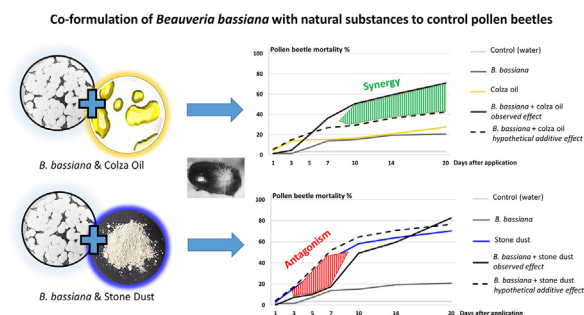 Co-formulation of Beauveria bassiana with natural substances to control pollen beetles
B. bassiana & Colza Oil
Pollen beetle mortality %
100
80
60
40
20
0
1 3 5 7 10 14 20 Days after application
Synergy
Control (water)
B. bassiana
Colza oil
B. bassiana + colza oil
observed effect
B. bassiana + colza oil
hypothetical additive effect
B. bassiana & Stone Dust
Pollen beetle mortality %
100
80
60
40
20
0
1 3 5 7 10 14 20 Days after application
Antagonism
Control (water)
B. bassiana
Stone dust
B. bassiana + stone dust
observed effect
B. bassiana + stone dust
hypothetical additive effect